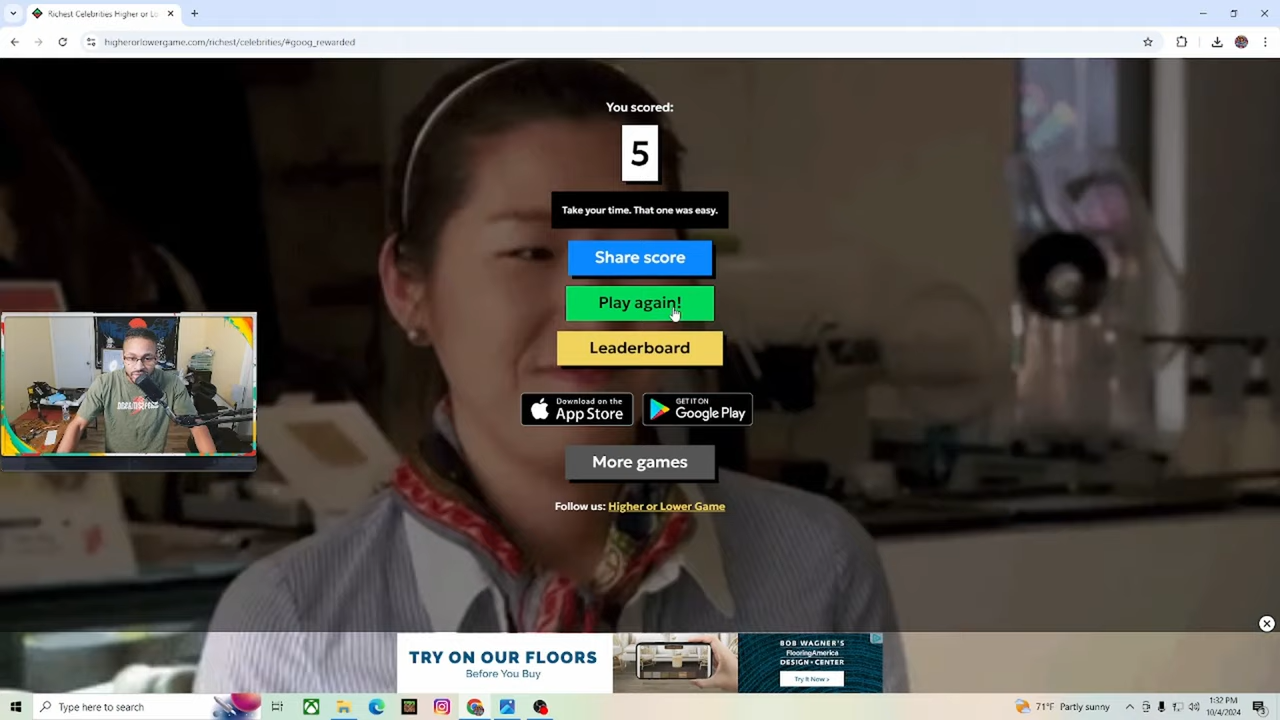 Richest Celebrities Higher or Lo
higherorlowergame.com/richest/celebrities/#goog_rewarded
You scored:
5
Take your time. That one was easy.
Share score
Play again!
Leaderboard
Download on the
App Store
GET IT ON
Google Play
More games
Follow us: Higher or Lower Game
TRY ON OUR FLOORS
Before You Buy
BOB WAGNER'S
FlooringAmerica
DESIGN • CENTER
Try It Now >
Type here to search
71°F Partly sunny
1:32 PM
10/4/2024